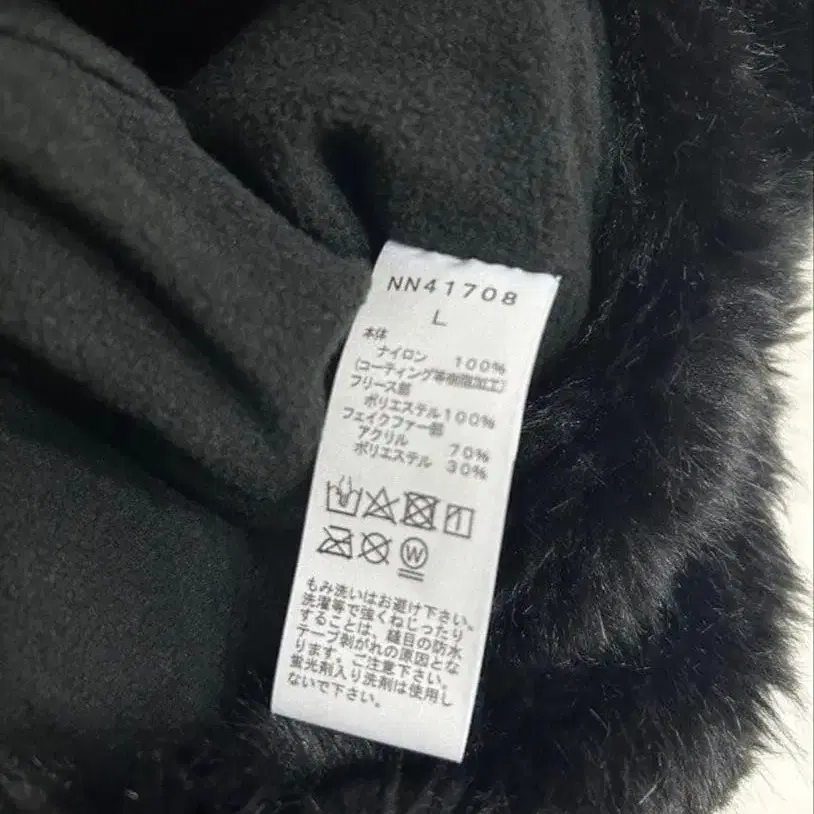 NN41708
L
本体
ナイロン 100%
(コーティング等樹脂加工)
フリース部
ポリエステル100%
フェイクファー部
アクリル 70%
ポリエステル 30%
W
もみ洗いはお避け下さい。
洗濯等で強くねじったり
することは、縫目の防水
テープ剥がれの原因とな
ります。ご注意下さい。
蛍光剤入り洗剤は使用し
ないで下さい。